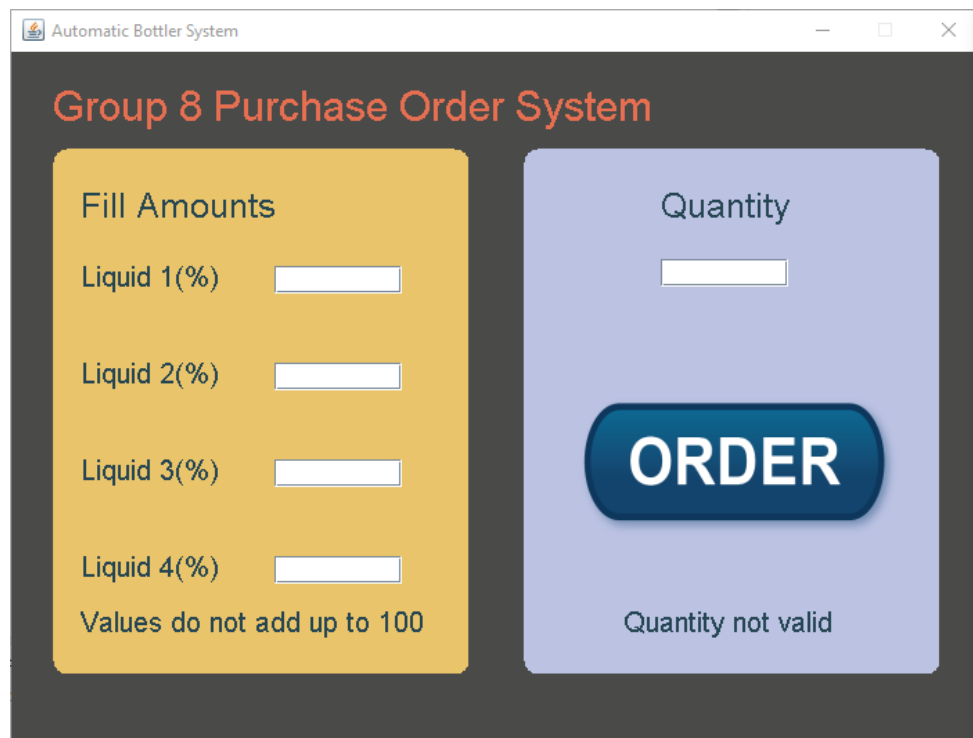 Automatic Bottler System
Group 8 Purchase Order System
Fill Amounts
Liquid 1(%)
Liquid 2(%)
Liquid 3(%)
Liquid 4(%)
Values do not add up to 100
Quantity
ORDER
Quantity not valid